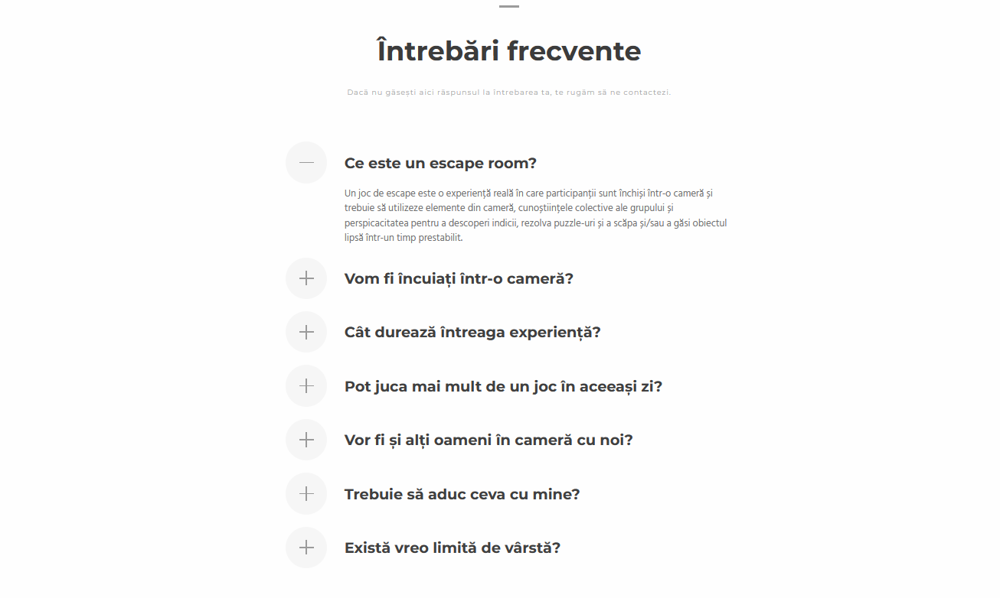 Întrebări frecvente
Dacă nu găsești aici răspunsul la întrebarea ta, te rugăm să ne contactezi.
Ce este un escape room?
Un joc de escape este o experiență reală în care participanții sunt închiși într-o cameră și
trebuie să utilizeze elemente din cameră, cunoștiințele colective ale grupului și
perspicacitatea pentru a descoperi indicii, rezolva puzzle-uri și a scăpa și/sau a găsi obiectul
lipsă într-un timp prestabilit.
Vom fi încuiați într-o cameră?
Cât durează întreaga experiență?
Pot juca mai mult de un joc în aceeași zi?
Vor fi și alți oameni în cameră cu noi?
Trebuie să aduc ceva cu mine?
Există vreo limită de vârstă?